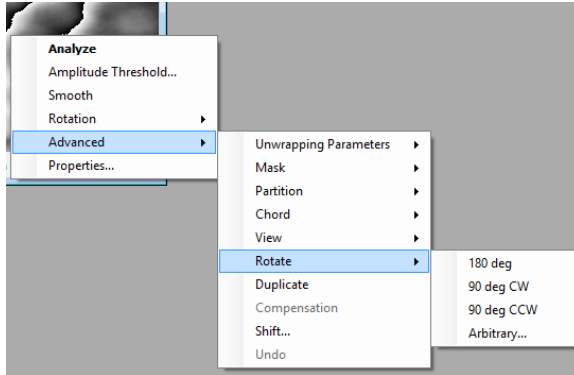 Analyze
Amplitude Threshold...
Smooth
Rotation
Advanced
Properties...
Unwrapping Parameters
Mask
Partition
Chord
View
Rotate
Duplicate
Compensation
Shift...
Undo
180 deg
90 deg CW
90 deg CCW
Arbitrary...